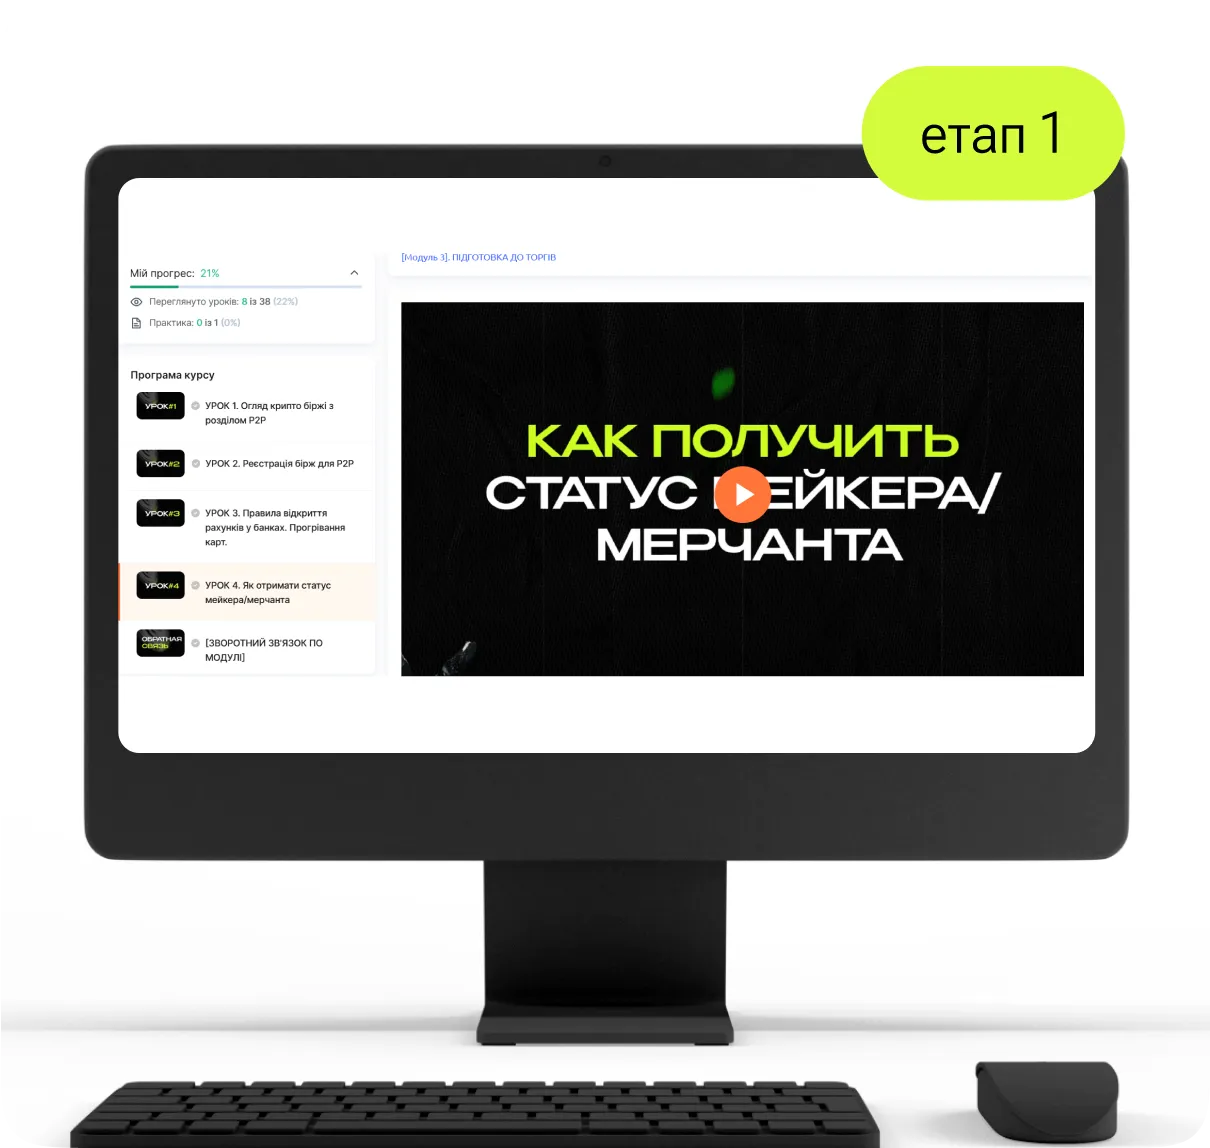 етап 1
[Модуль 3]. ПІДГОТОВКА ДО ТОРГІВ
Мій прогрес: 21%
Переглянуто уроків: 8 із 38 (22%)
Практика: 0 із 1 (0%)
Програма курсу
УРОК#1
УРОК 1. Огляд крипто біржі з
розділом P2P
УРОК#2
УРОК 2. Реєстрація бірж для P2P
УРОК#3
УРОК 3. Правила відкриття
рахунків у банках. Прогрівання
карт.
УРОК#4
УРОК 4. Як отримати статус
мейкера/мерчанта
ОБРАТНАЯ
СВЯЗЬ
[ЗВОРОТНИЙ ЗВ'ЯЗОК ПО
МОДУЛІ]
КАК ПОЛУЧИТЬ
СТАТУС МЕЙКЕРА/
МЕРЧАНТА